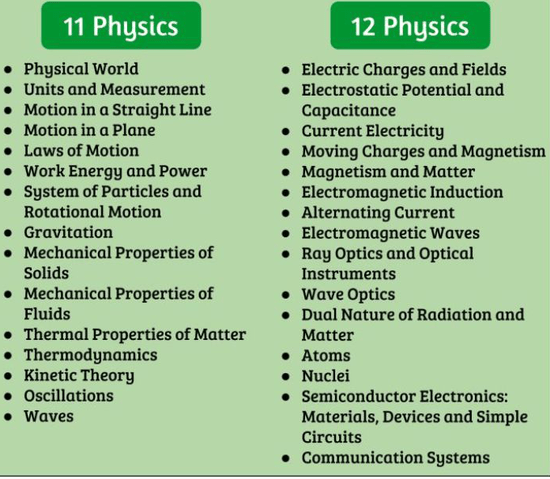 11 Physics
• Physical World
• Units and Measurement
• Motion in a Straight Line
• Motion in a Plane
• Laws of Motion
• Work Energy and Power
• System of Particles and
Rotational Motion
• Gravitation
• Mechanical Properties of
Solids
• Mechanical Properties of
Fluids
• Thermal Properties of Matter
• Thermodynamics
• Kinetic Theory
• Oscillations
• Waves
12 Physics
• Electric Charges and Fields
• Electrostatic Potential and
Capacitance
• Current Electricity
• Moving Charges and Magnetism
• Magnetism and Matter
• Electromagnetic Induction
• Alternating Current
• Electromagnetic Waves
• Ray Optics and Optical
Instruments
• Wave Optics
• Dual Nature of Radiation and
Matter
• Atoms
• Nuclei
• Semiconductor Electronics:
Materials, Devices and Simple
Circuits
• Communication Systems